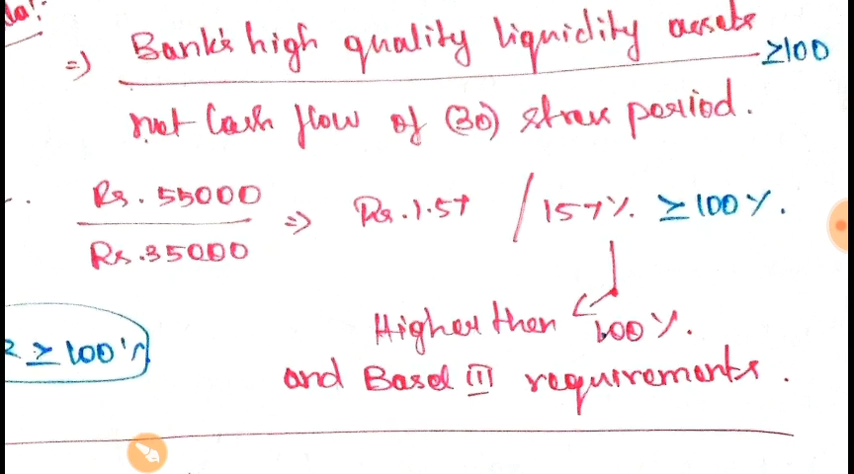 la:-
=> Bank's high quality liquidity assets
≥100
net Cash flow of (30) stress period.
Rs. 55000
Rs. 35000
=> Rs. 1.57 / 157% ≥100%.
Higher then 100%.
R ≥ 100%
and Basel III requirements.